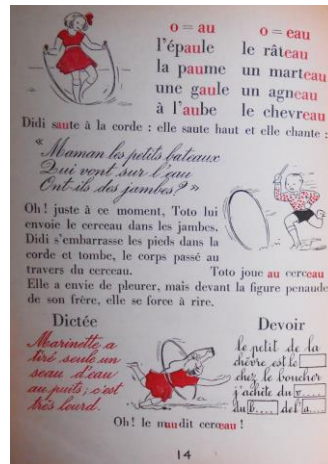 o = au o = eau
l'épaule le râteau
la paume un marteau
une gaule un agneau
à l'aube le chevreau
Didi saute à la corde : elle saute haut et elle chante :
« Maman les petits bateaux
Qui vont sur l'eau
Ont-ils des jambes ? »
Oh ! juste à ce moment, Toto lui
envoie le cerceau dans les jambes.
Didi s'embarrasse les pieds dans la
corde et tombe, le corps passé au
travers du cerceau.
Toto joue au cerceau
Elle a envie de pleurer, mais devant la figure penaude
de son frère, elle se force à rire.
Dictée
Marinette a
tiré seule un
seau d'eau
au puits ; c'est
très lourd.
Devoir
le petit de la
chèvre est le
chez le boucher
j'achète du v....
du b.... de l'a....
Oh ! le maudit cerceau !
14